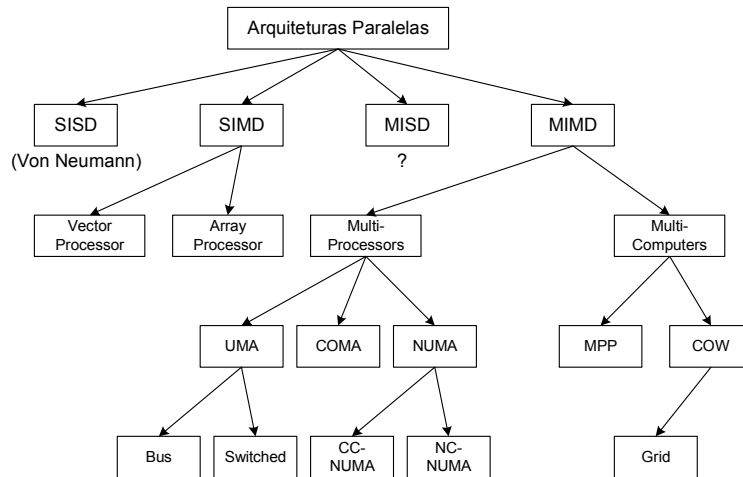 Arquiteturas Paralelas
SISD
SIMD
MISD
MIMD
(Von Neumann)
?
Vector
Processor
Array
Processor
Multi-
Processors
Multi-
Computers
UMA
COMA
NUMA
MPP
COW
Bus
Switched
CC-
NUMA
NC-
NUMA
Grid